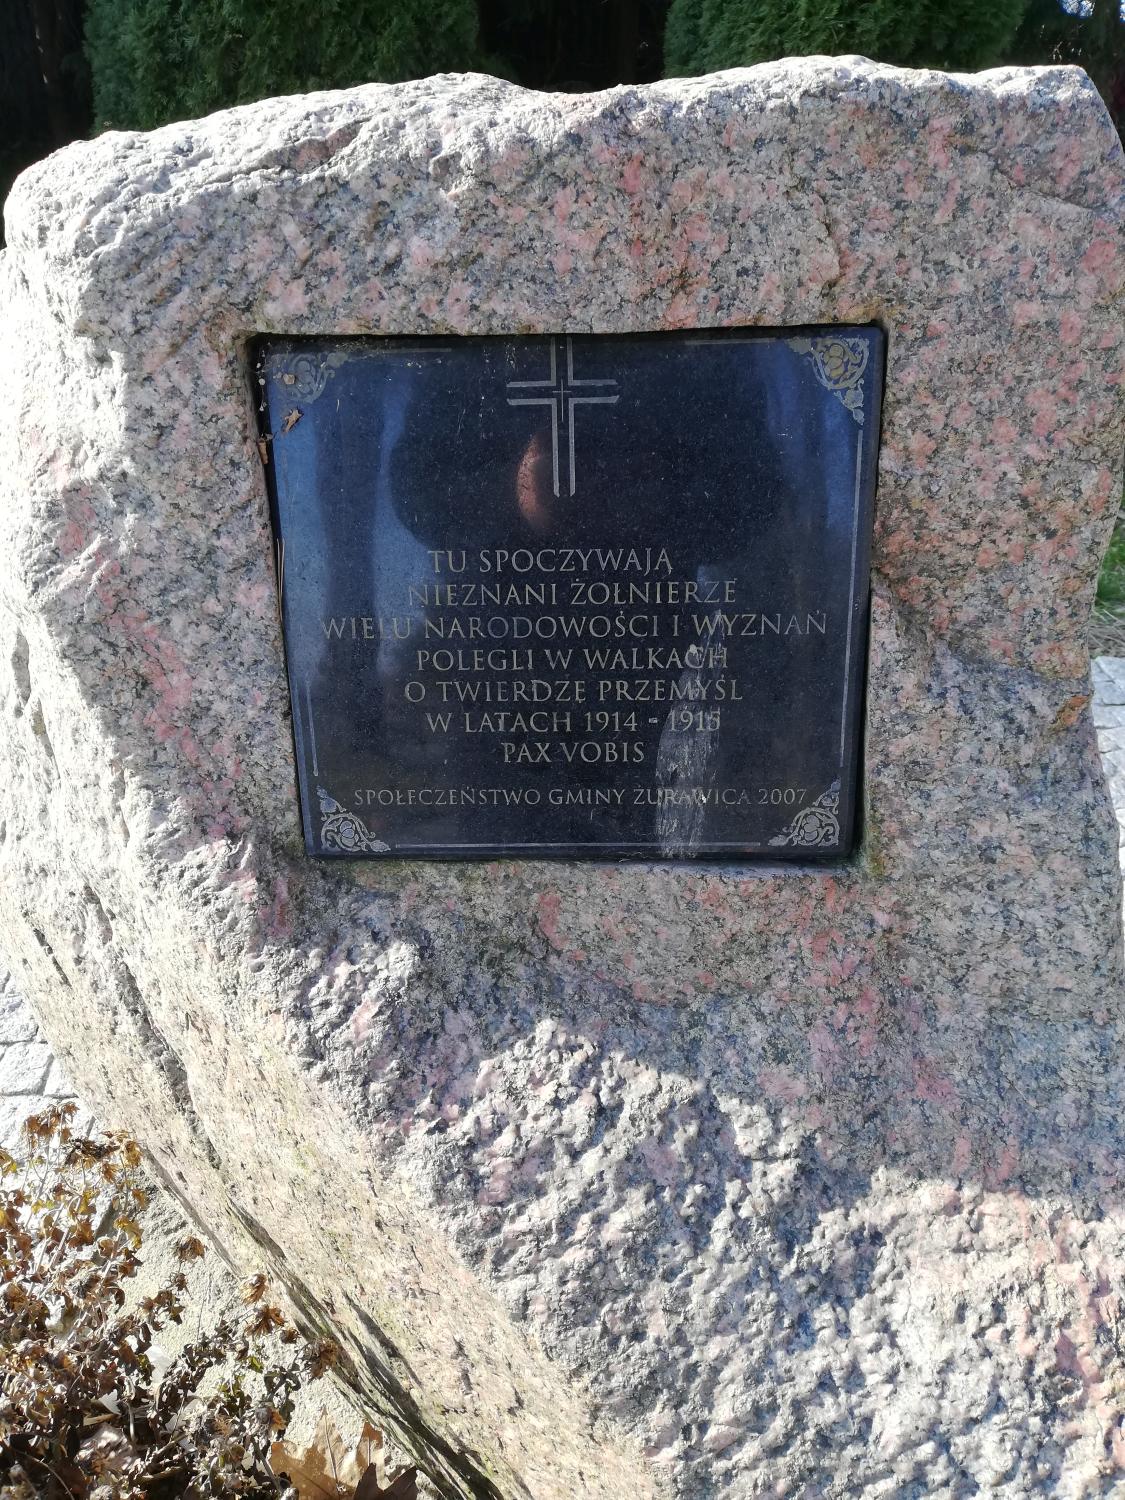 TU SPOCZYWAJĄ
NIEZNANI ŻOŁNIERZE
WIELU NARODOWOŚCI I WYZNAŃ
POLEGLI W WALKACH
O TWIERDZĘ PRZEMYŚL
W LATACH 1914 - 1915
PAX VOBIS
SPOŁECZEŃSTWO GMINY ŻURAWICA 2007